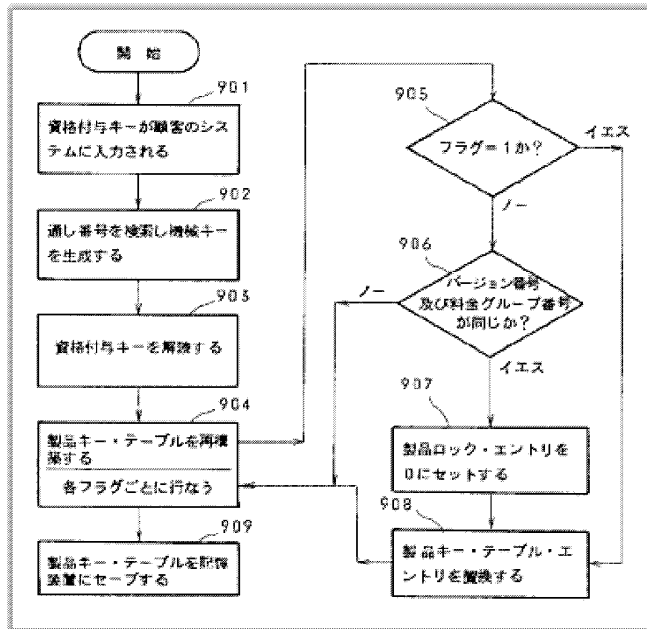 開始
901
資格付与キーが顧客のシス
テムに入力される
902
通し番号を検索し機械キー
を生成する
903
資格付与キーを解読する
904
製品キー・テーブルを再構
築する
各フラグごとに行なう
909
製品キー・テーブルを記憶
装置にセーブする
905
フラグ=1か?
イエス
ノー
906
バージョン番号
及び料金グループ番号
が同じか?
ノー
イエス
907
製品ロック・エントリを
0にセットする
908
製品キー・テーブル・エ
ントリを置換する